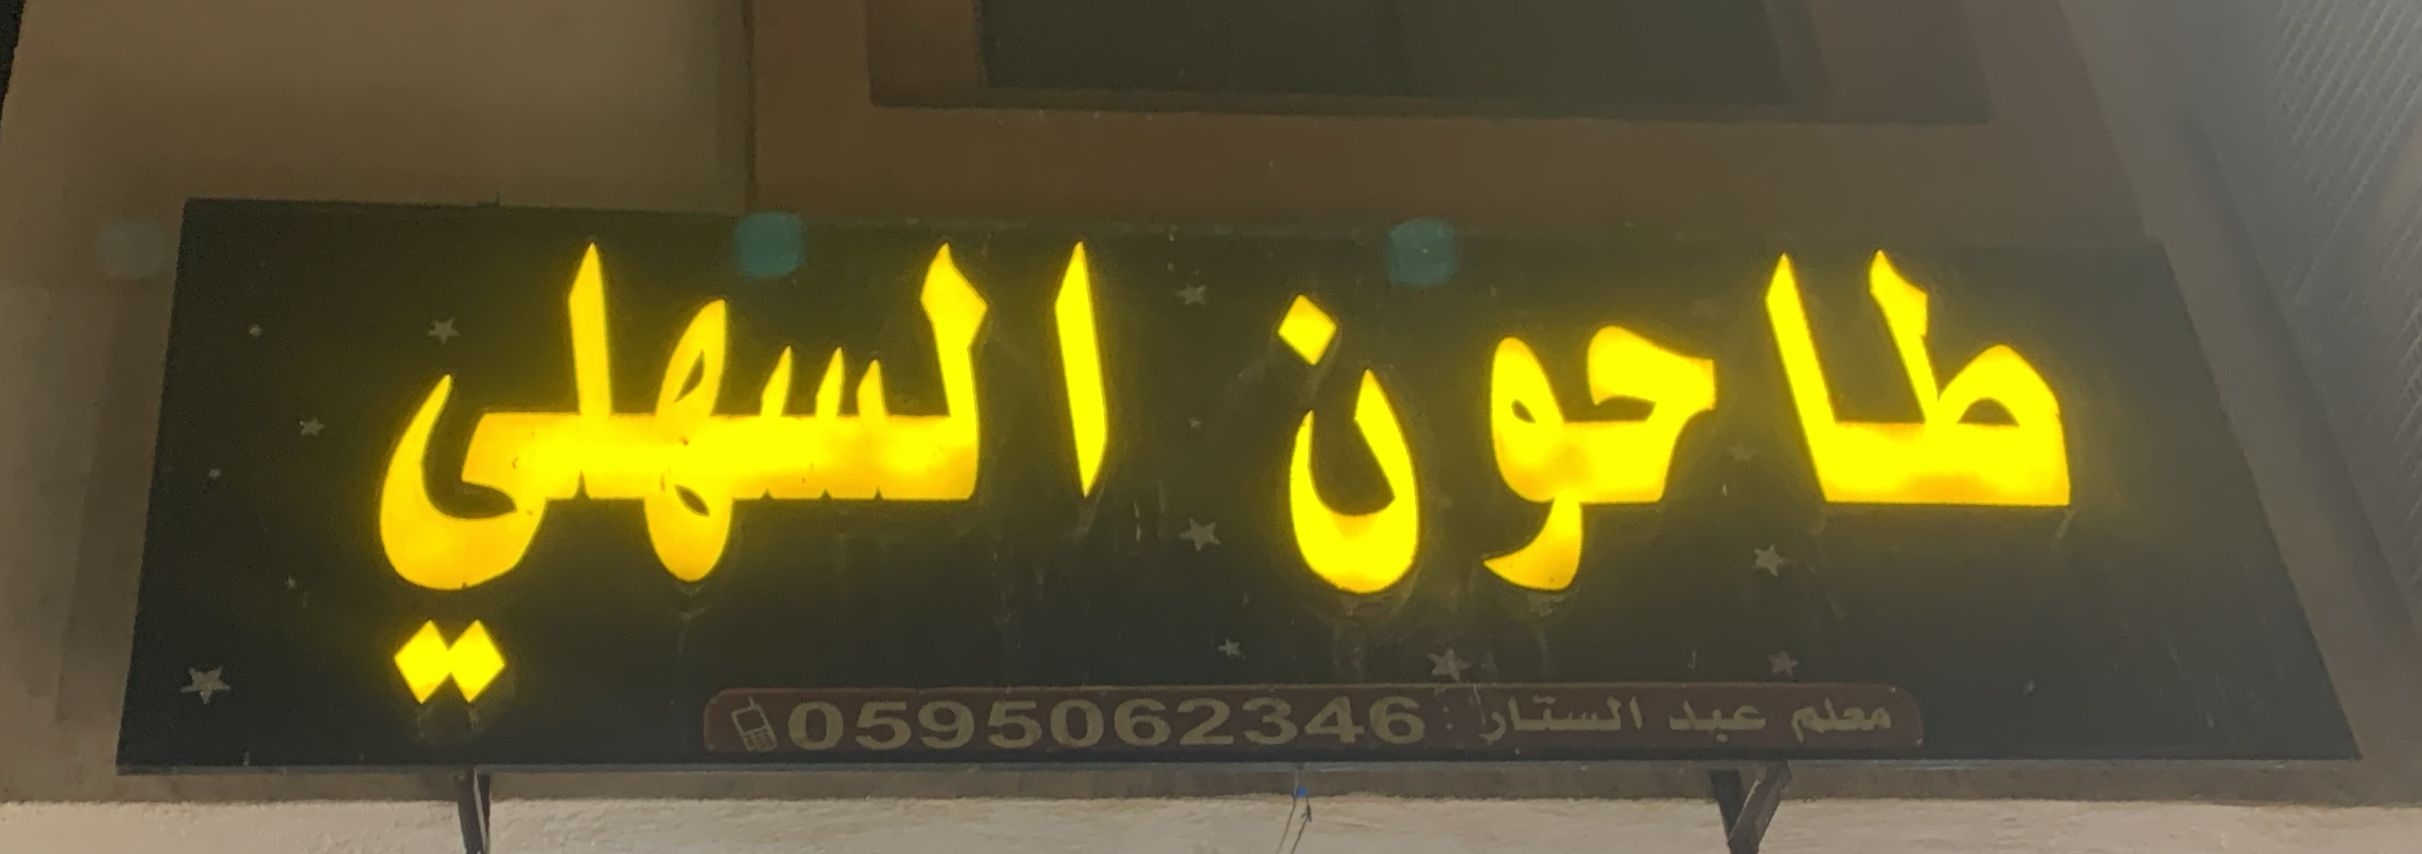 طاحون السهلي
معلم عبد الستار : 0595062346